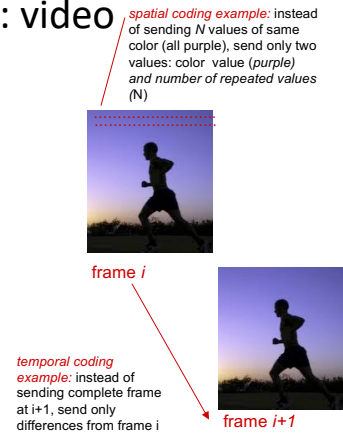 : video
spatial coding example: instead
of sending N values of same
color (all purple), send only two
values: color value (purple)
and number of repeated values
(N)
frame i
temporal coding
example: instead of
sending complete frame
at i+1, send only
differences from frame i
frame i+1